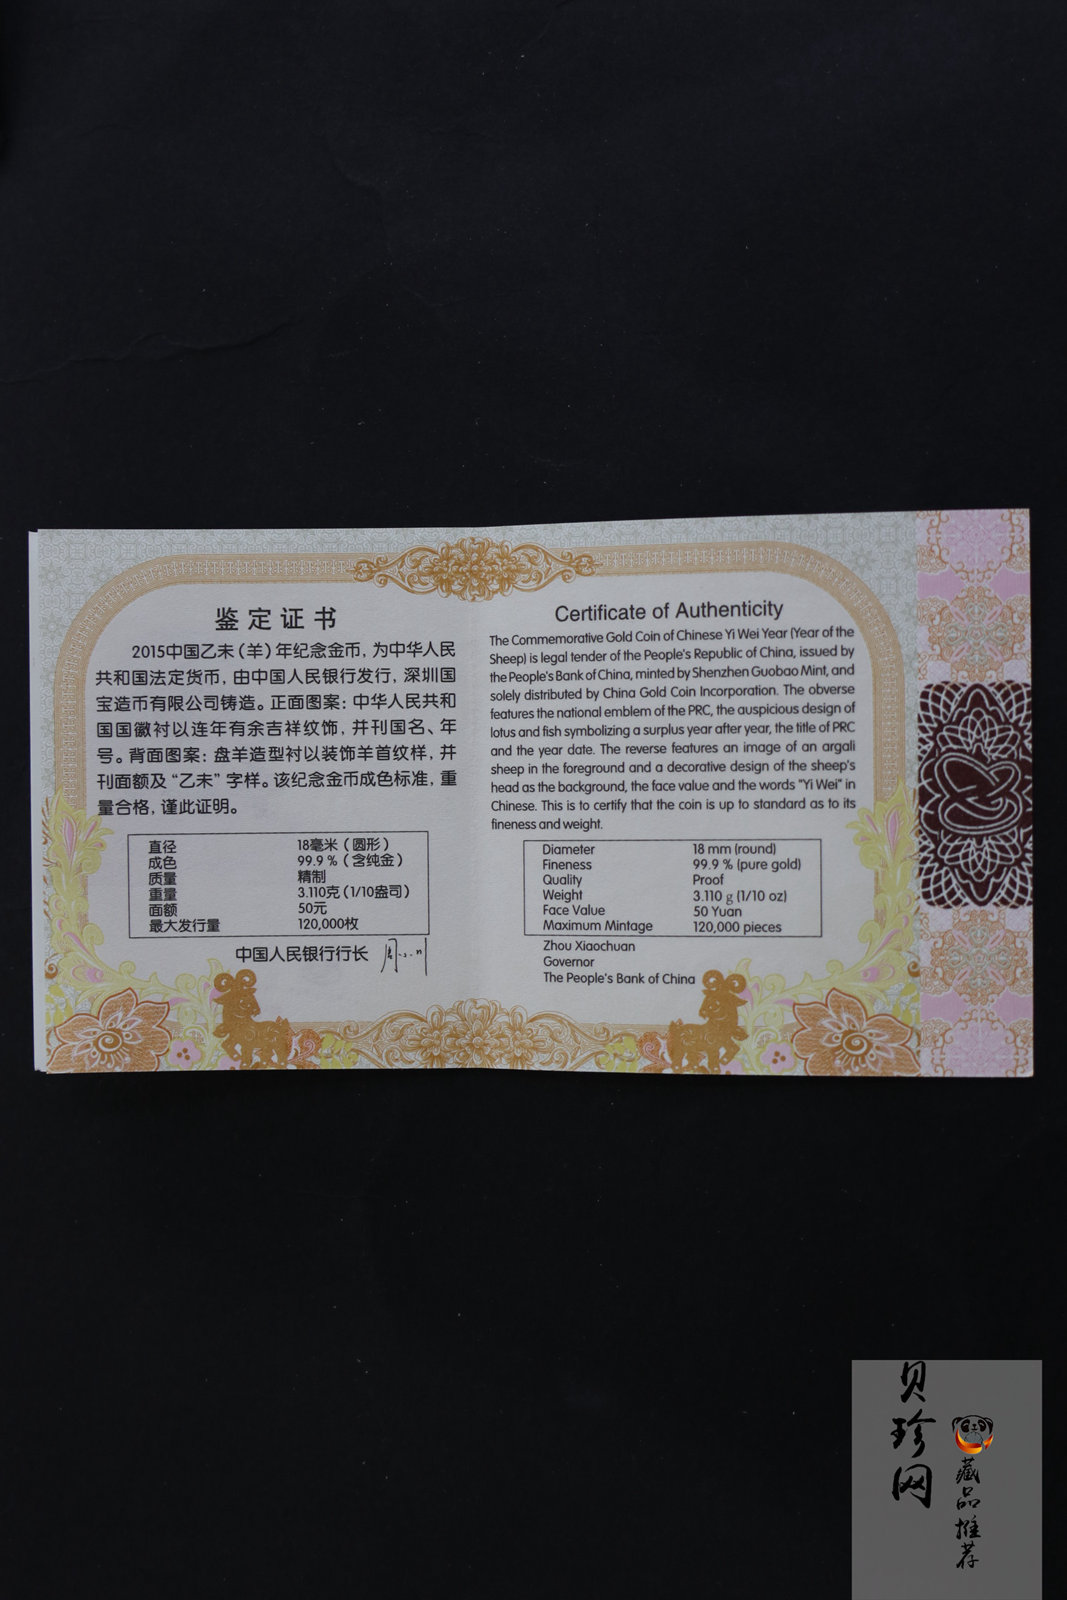 鉴定证书
2015中国乙未（羊）年纪念金币，为中华人民
共和国法定货币，由中国人民银行发行，深圳国
宝造币有限公司铸造。正面图案：中华人民共和
国国徽衬以连年有余吉祥纹饰，并刊国名、年
号。背面图案：盘羊造型衬以装饰羊首纹样，并
刊面额及“乙未”字样。该纪念金币成色标准，重
量合格，谨此证明。
直径 18毫米（圆形）
成色 99.9％（含纯金）
质量 精制
重量 3.110克（1/10盎司）
面额 50元
最大发行量 120,000枚
中国人民银行行长
Certificate of Authenticity
The Commemorative Gold Coin of Chinese Yi Wei Year (Year of the
Sheep) is legal tender of the People's Republic of China, issued by
the People's Bank of China, minted by Shenzhen Guobao Mint, and
solely distributed by China Gold Coin Incorporation. The obverse
features the national emblem of the PRC, the auspicious design of
lotus and fish symbolizing a surplus year after year, the title of PRC
and the year date. The reverse features an image of an argali
sheep in the foreground and a decorative design of the sheep's
head as the background, the face value and the words "Yi Wei" in
Chinese. This is to certify that the coin is up to standard as to its
fineness and weight.
Diameter 18 mm (round)
Fineness 99.9 % (pure gold)
Quality Proof
Weight 3.110 g (1/10 oz)
Face Value 50 Yuan
Maximum Mintage 120,000 pieces
Zhou Xiaochuan
Governor
The People's Bank of China
贝珍网
藏品推荐